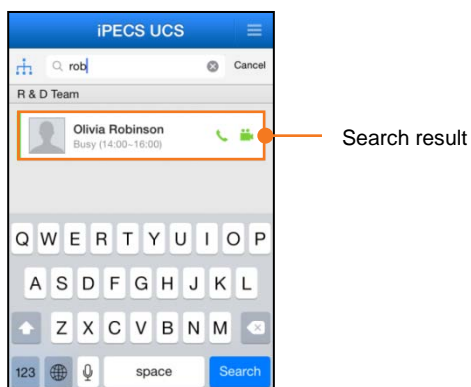 iPECS UCS
rob
Cancel
R & D Team
Olivia Robinson
Busy (14:00~16:00)
Search result
Q W E R T Y U I O P
A S D F G H J K L
Z X C V B N M
123 space Search